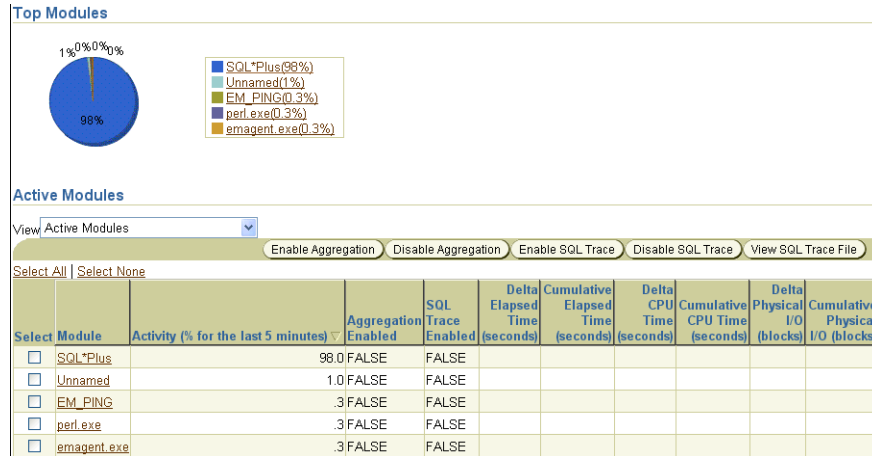 Top Modules
1% 0% 0% 0%
98%
SQL*Plus(98%)
Unnamed(1%)
EM_PING(0.3%)
perl.exe(0.3%)
emagent.exe(0.3%)
Active Modules
View Active Modules
Enable Aggregation Disable Aggregation Enable SQL Trace Disable SQL Trace View SQL Trace File
Select All | Select None
Select Module Activity (% for the last 5 minutes) Aggregation Enabled SQL Trace Enabled Delta Elapsed Time (seconds) Cumulative Elapsed Time (seconds) Delta CPU Time (seconds) Cumulative CPU Time (seconds) Delta Physical I/O (blocks) Cumulative Physica I/O (blocks
SQL*Plus 98.0 FALSE FALSE
Unnamed 1.0 FALSE FALSE
EM_PING .3 FALSE FALSE
perl.exe .3 FALSE FALSE
emagent.exe .3 FALSE FALSE